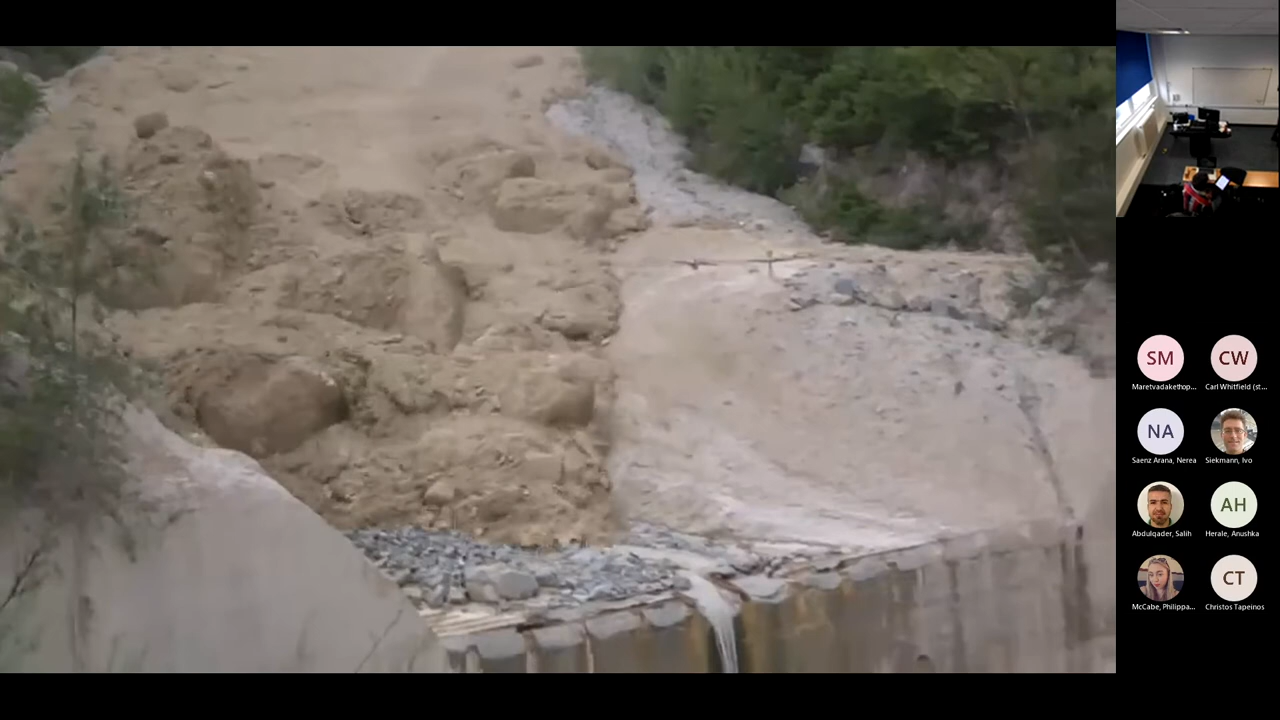 SM
CW
Maretvadakethop...
Carl Whitfield (st...
NA
Saenz Arana, Nerea
Siekmann, Ivo
AH
Abdulqader, Salih
Herale, Anushka
CT
McCabe, Philippa...
Christos Tapeinos